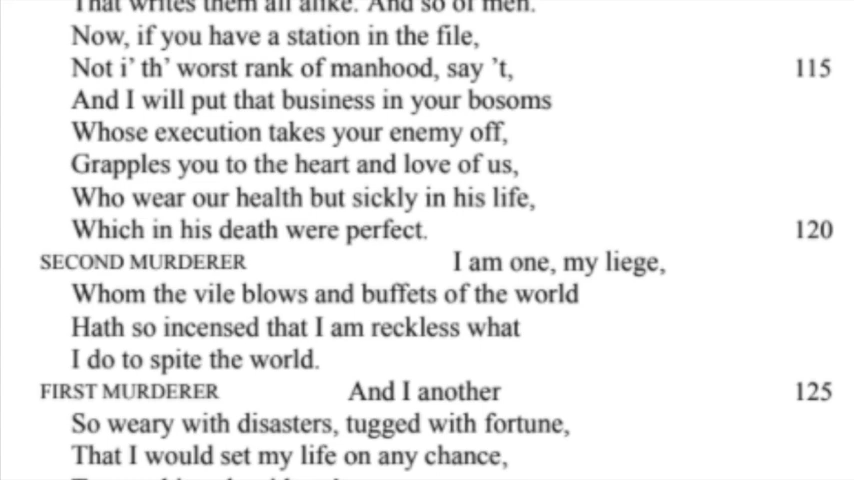 That writes them all alike. And so of men.
Now, if you have a station in the file,
Not i' th' worst rank of manhood, say 't, 115
And I will put that business in your bosoms
Whose execution takes your enemy off,
Grapples you to the heart and love of us,
Who wear our health but sickly in his life,
Which in his death were perfect. 120
SECOND MURDERER I am one, my liege,
Whom the vile blows and buffets of the world
Hath so incensed that I am reckless what
I do to spite the world.
FIRST MURDERER And I another 125
So weary with disasters, tugged with fortune,
That I would set my life on any chance,